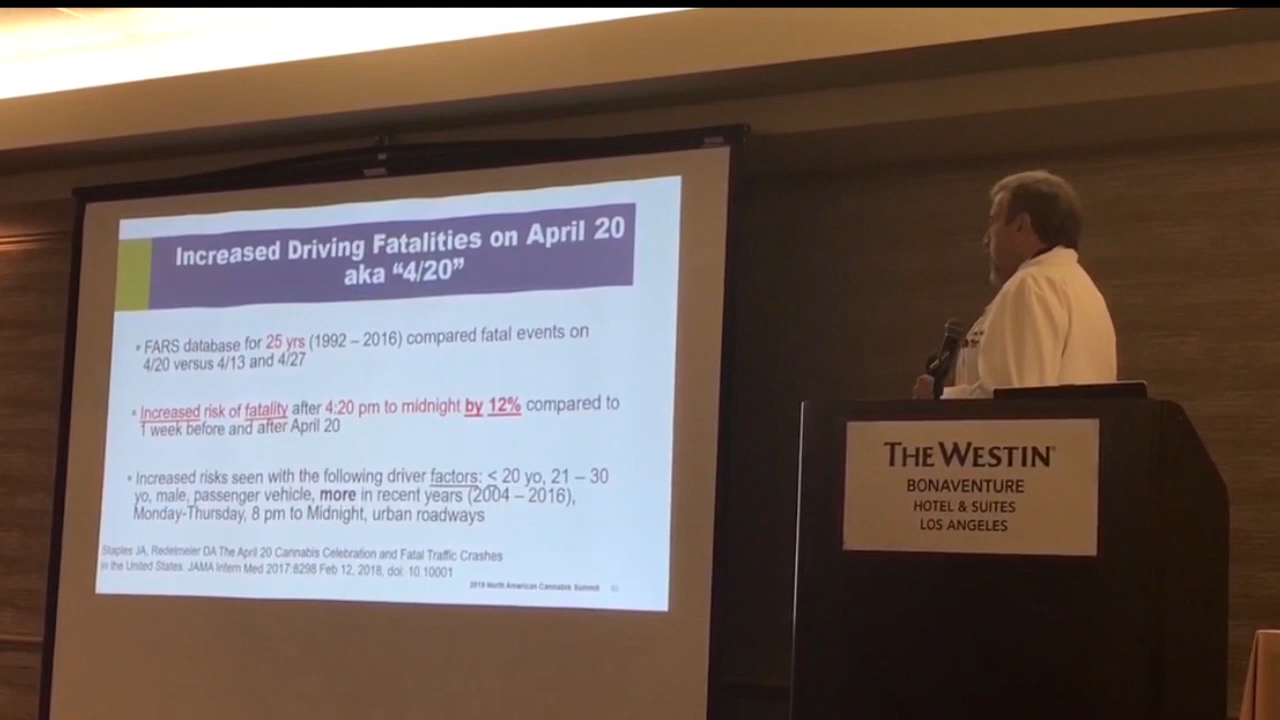 Increased Driving Fatalities on April 20
aka “4/20”
• FARS database for 25 yrs (1992 – 2016) compared fatal events on
4/20 versus 4/13 and 4/27
• Increased risk of fatality after 4:20 pm to midnight by 12% compared to
1 week before and after April 20
• Increased risks seen with the following driver factors: < 20 yo, 21 – 30
yo, male, passenger vehicle, more in recent years (2004 – 2016),
Monday-Thursday, 8 pm to Midnight, urban roadways
Staples JA, Redelmeier DA The April 20 Cannabis Celebration and Fatal Traffic Crashes
in the United States. JAMA Intern Med 2017:8298 Feb 12, 2018, doi: 10.10001
2019 North American Cannabis Summit
THE WESTIN®
BONAVENTURE
HOTEL & SUITES
LOS ANGELES